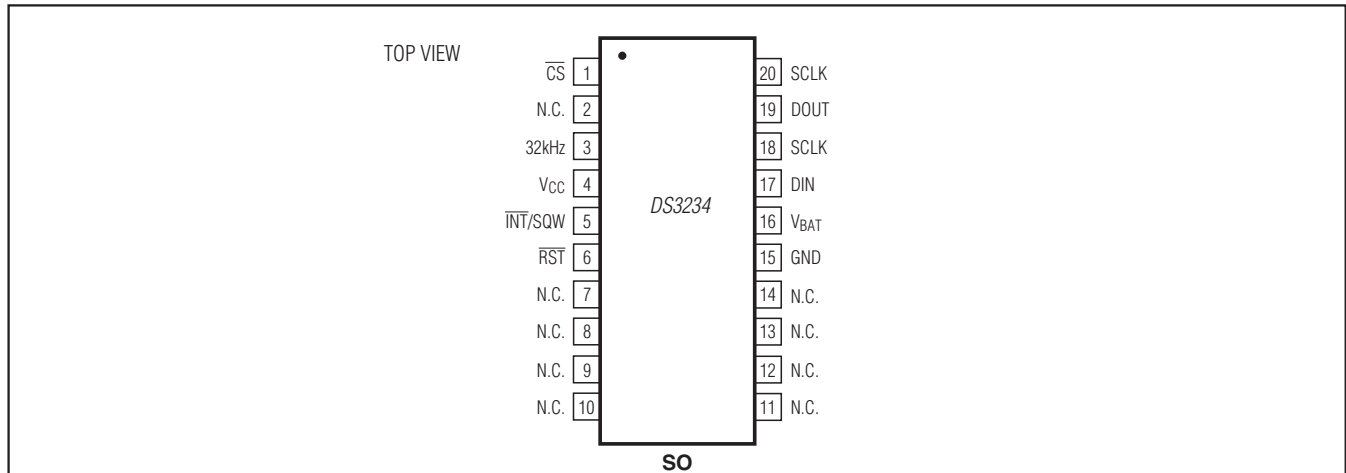 TOP VIEW
CS 1
N.C. 2
32kHz 3
VCC 4
INT/SQW 5
RST 6
N.C. 7
N.C. 8
N.C. 9
N.C. 10
DS3234
20 SCLK
19 DOUT
18 SCLK
17 DIN
16 VBAT
15 GND
14 N.C.
13 N.C.
12 N.C.
11 N.C.
SO